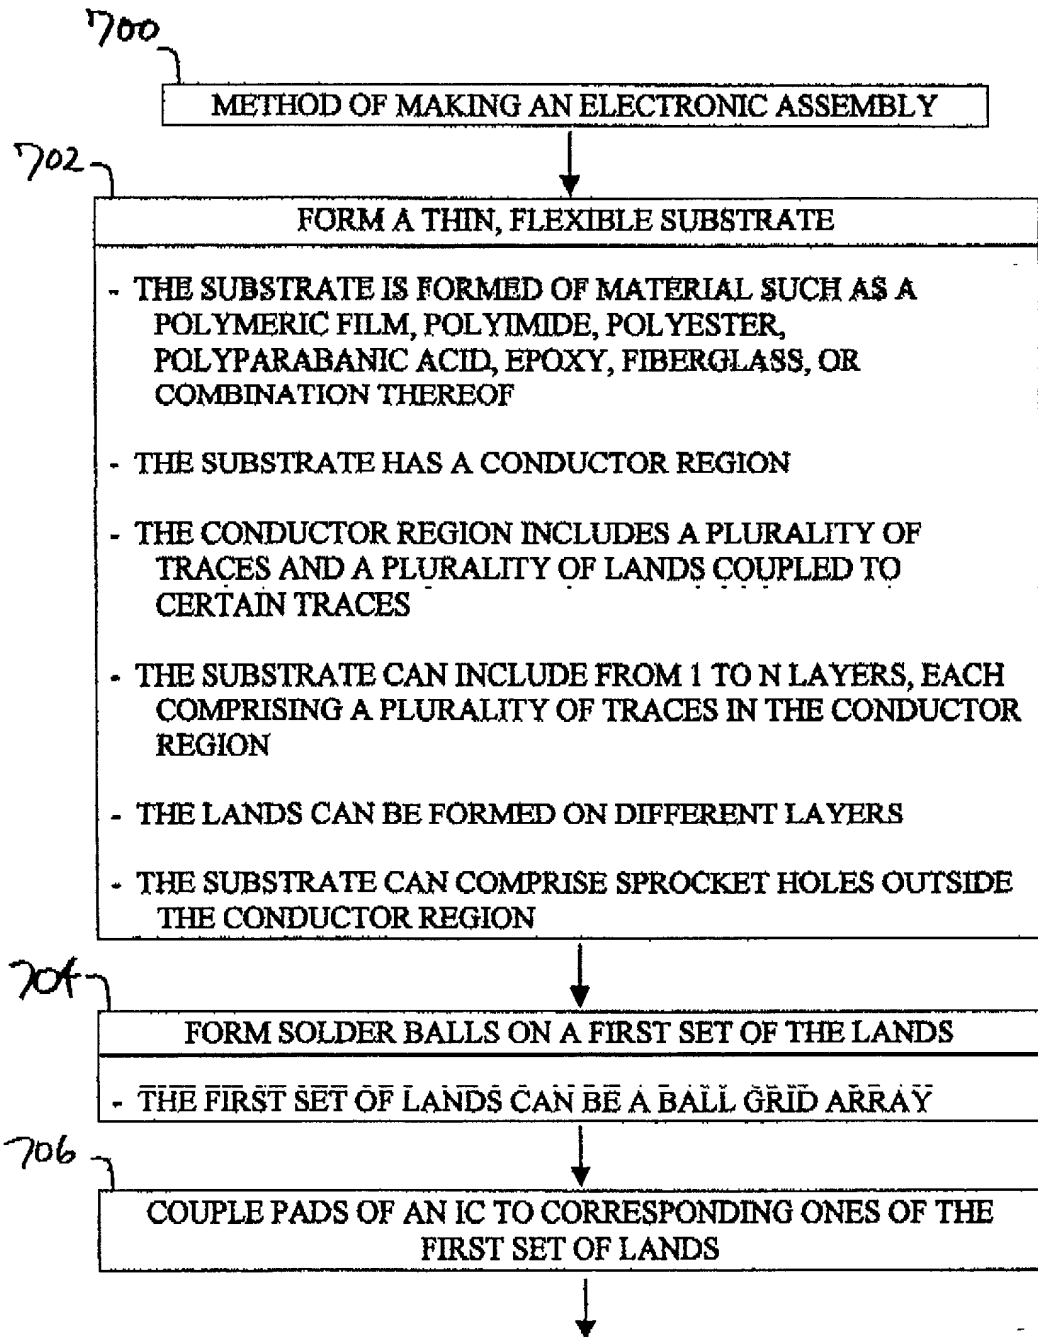 700
METHOD OF MAKING AN ELECTRONIC ASSEMBLY
702
FORM A THIN, FLEXIBLE SUBSTRATE
- THE SUBSTRATE IS FORMED OF MATERIAL SUCH AS A
POLYMERIC FILM, POLYIMIDE, POLYESTER,
POLYPARABANIC ACID, EPOXY, FIBERGLASS, OR
COMBINATION THEREOF
- THE SUBSTRATE HAS A CONDUCTOR REGION
- THE CONDUCTOR REGION INCLUDES A PLURALITY OF
TRACES AND A PLURALITY OF LANDS COUPLED TO
CERTAIN TRACES
- THE SUBSTRATE CAN INCLUDE FROM 1 TO N LAYERS, EACH
COMPRISING A PLURALITY OF TRACES IN THE CONDUCTOR
REGION
- THE LANDS CAN BE FORMED ON DIFFERENT LAYERS
- THE SUBSTRATE CAN COMPRISE SPROCKET HOLES OUTSIDE
THE CONDUCTOR REGION
704
FORM SOLDER BALLS ON A FIRST SET OF THE LANDS
- THE FIRST SET OF LANDS CAN BE A BALL GRID ARRAY
706
COUPLE PADS OF AN IC TO CORRESPONDING ONES OF THE
FIRST SET OF LANDS